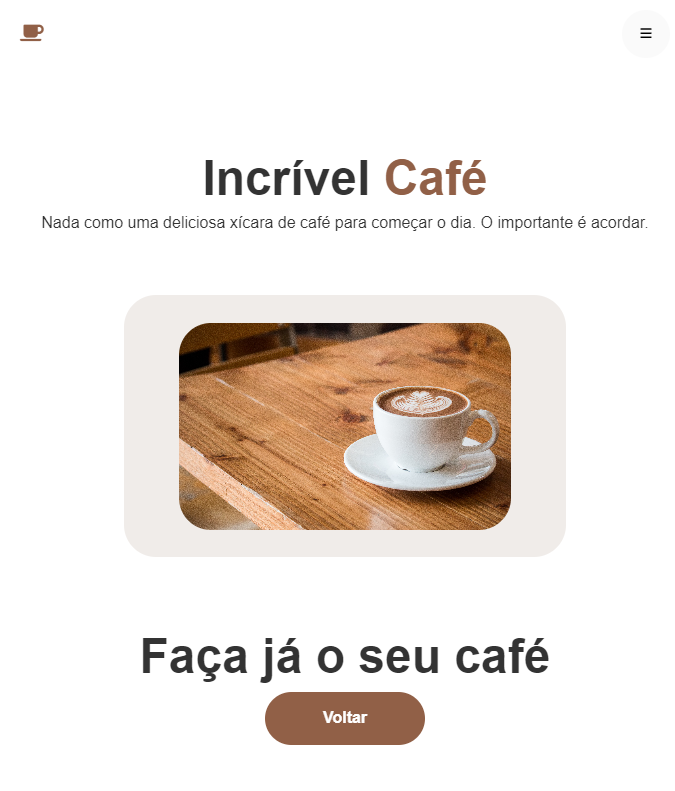 Incrível Café
Nada como uma deliciosa xícara de café para começar o dia. O importante é acordar.
Faça já o seu café
Voltar